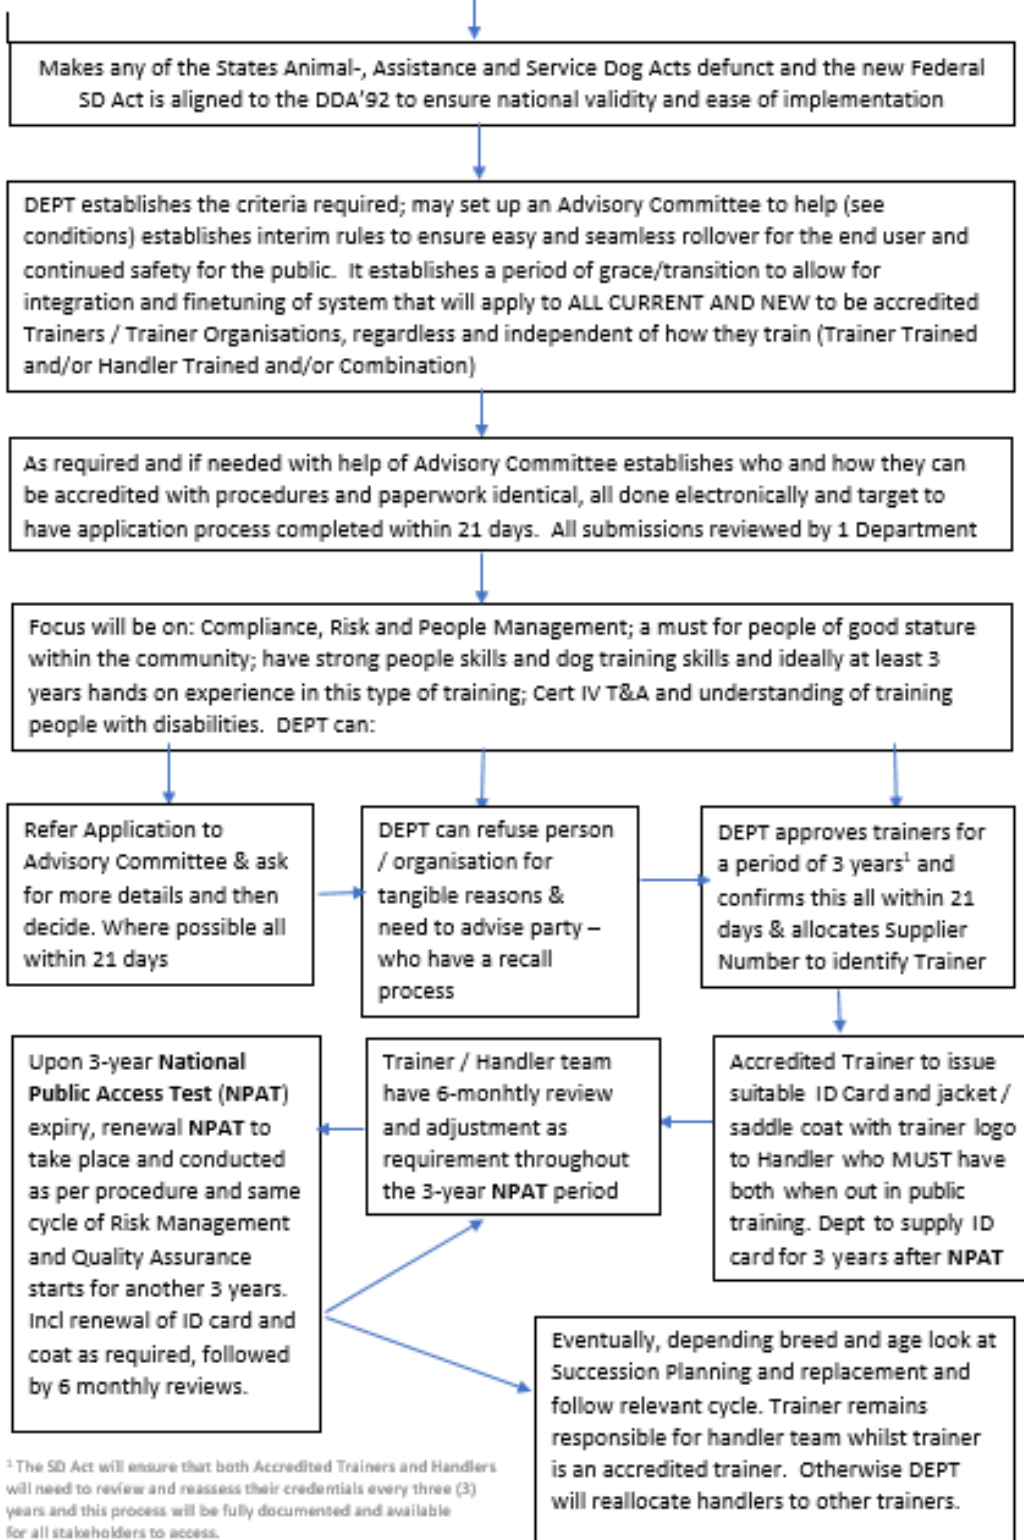 Makes any of the States Animal-, Assistance and Service Dog Acts defunct and the new Federal
SD Act is aligned to the DDA'92 to ensure national validity and ease of implementation
DEPT establishes the criteria required; may set up an Advisory Committee to help (see
conditions) establishes interim rules to ensure easy and seamless rollover for the end user and
continued safety for the public.  It establishes a period of grace/transition to allow for
integration and finetuning of system that will apply to ALL CURRENT AND NEW to be accredited
Trainers / Trainer Organisations, regardless and independent of how they train (Trainer Trained
and/or Handler Trained and/or Combination)
As required and if needed with help of Advisory Committee establishes who and how they can
be accredited with procedures and paperwork identical, all done electronically and target to
have application process completed within 21 days.  All submissions reviewed by 1 Department
Focus will be on: Compliance, Risk and People Management; a must for people of good stature
within the community; have strong people skills and dog training skills and ideally at least 3
years hands on experience in this type of training; Cert IV T&A and understanding of training
people with disabilities.  DEPT can:
Refer Application to
Advisory Committee & ask
for more details and then
decide. Where possible all
within 21 days
DEPT can refuse person
/ organisation for
tangible reasons &
need to advise party –
who have a recall
process
DEPT approves trainers for
a period of 3 years¹ and
confirms this all within 21
days & allocates Supplier
Number to identify Trainer
Accredited Trainer to issue
suitable ID Card and jacket /
saddle coat with trainer logo
to Handler who MUST have
both when out in public
training. Dept to supply ID
card for 3 years after NPAT
Trainer / Handler team
have 6-monhtly review
and adjustment as
requirement throughout
the 3-year NPAT period
Upon 3-year National
Public Access Test (NPAT)
expiry, renewal NPAT to
take place and conducted
as per procedure and same
cycle of Risk Management
and Quality Assurance
starts for another 3 years.
Incl renewal of ID card and
coat as required, followed
by 6 monthly reviews.
Eventually, depending breed and age look at
Succession Planning and replacement and
follow relevant cycle. Trainer remains
responsible for handler team whilst trainer
is an accredited trainer.  Otherwise DEPT
will reallocate handlers to other trainers.
¹ The SD Act will ensure that both Accredited Trainers and Handlers
will need to review and reassess their credentials every three (3)
years and this process will be fully documented and available
for all stakeholders to access.